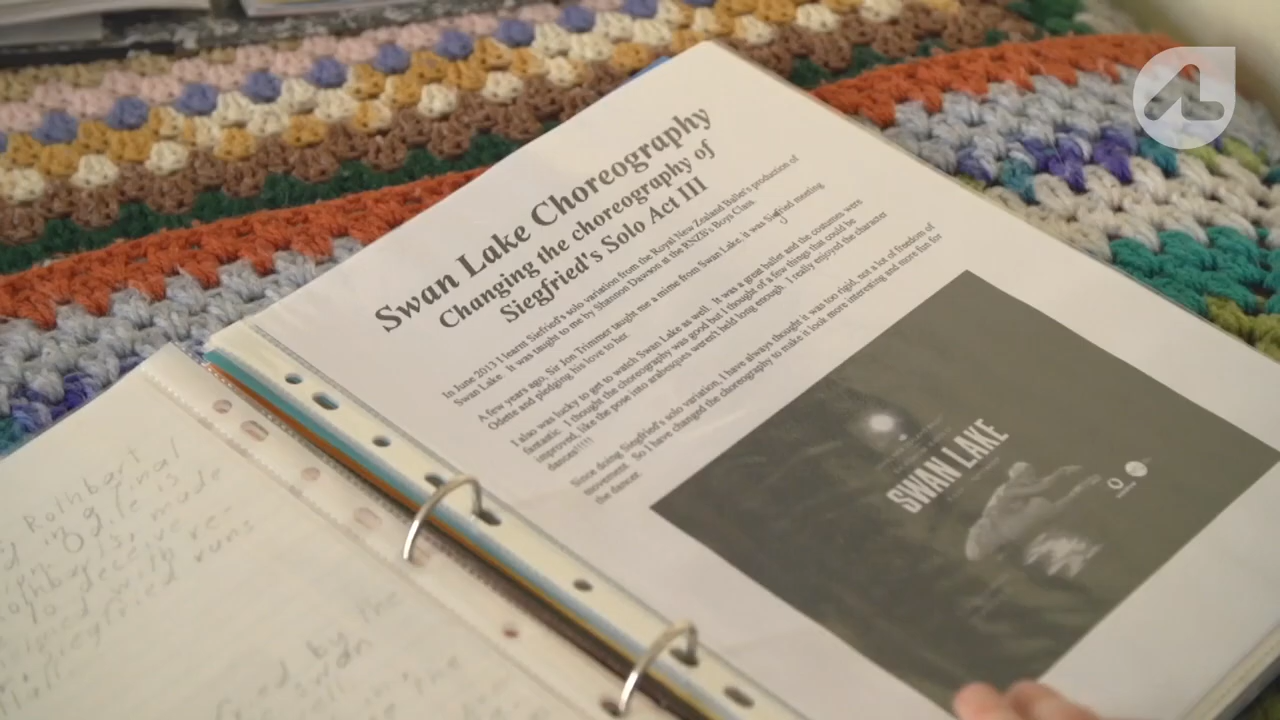 Swan Lake Choreography
Changing the choreography of
Siegfried's Solo Act III
In June 2013 I learnt Siefried's solo variation from the Royal New Zealand Ballet's production of
Swan Lake. It was taught to me by Shannon Dawson at the RNZB's Boys Class.
A few years ago, Sir Jon Trimmer taught me a mime from Swan Lake, it was Siefried meeting
Odette and pledging his love to her.
I also was lucky to get to watch Swan Lake as well. It was a great ballet and the costumes were
fantastic. I thought the choreography was good but I thought of a few things that could be
improved, like the pose into arabesques weren't held long enough. I really enjoyed the character
dances!!!!!
Since doing Siegfried's solo variation, I have always thought it was too rigid, not a lot of freedom of
movement. So I have changed the choreography to make it look more interesting and more fun for
the dancer.
SWAN LAKE
Rothbart
by the